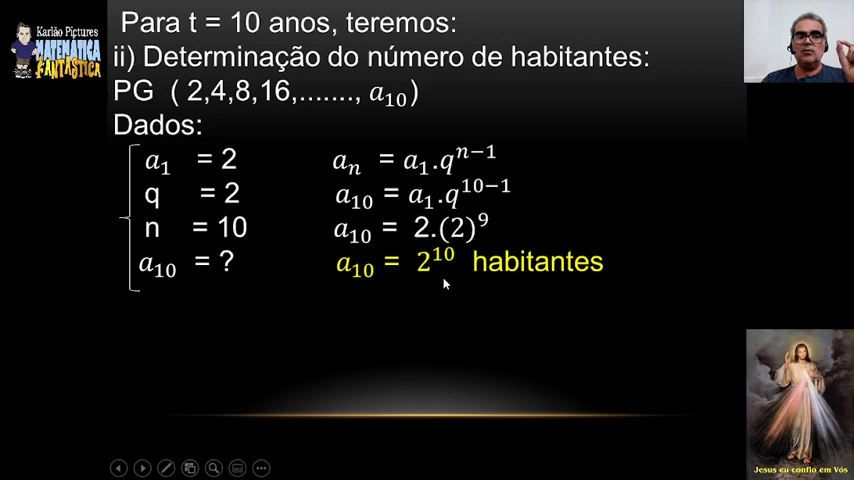 Karlão Pictures
MATEMÁTICA
FANTÁSTICA
Para t = 10 anos, teremos:
ii) Determinação do número de habitantes:
PG ( 2,4,8,16,......., a₁₀)
Dados:
a₁ = 2
q = 2
n = 10
a₁₀ = ?
aₙ = a₁.qⁿ⁻¹
a₁₀ = a₁.q¹⁰⁻¹
a₁₀ = 2.(2)⁹
a₁₀ = 2¹⁰ habitantes
Jesus eu confio em Vós